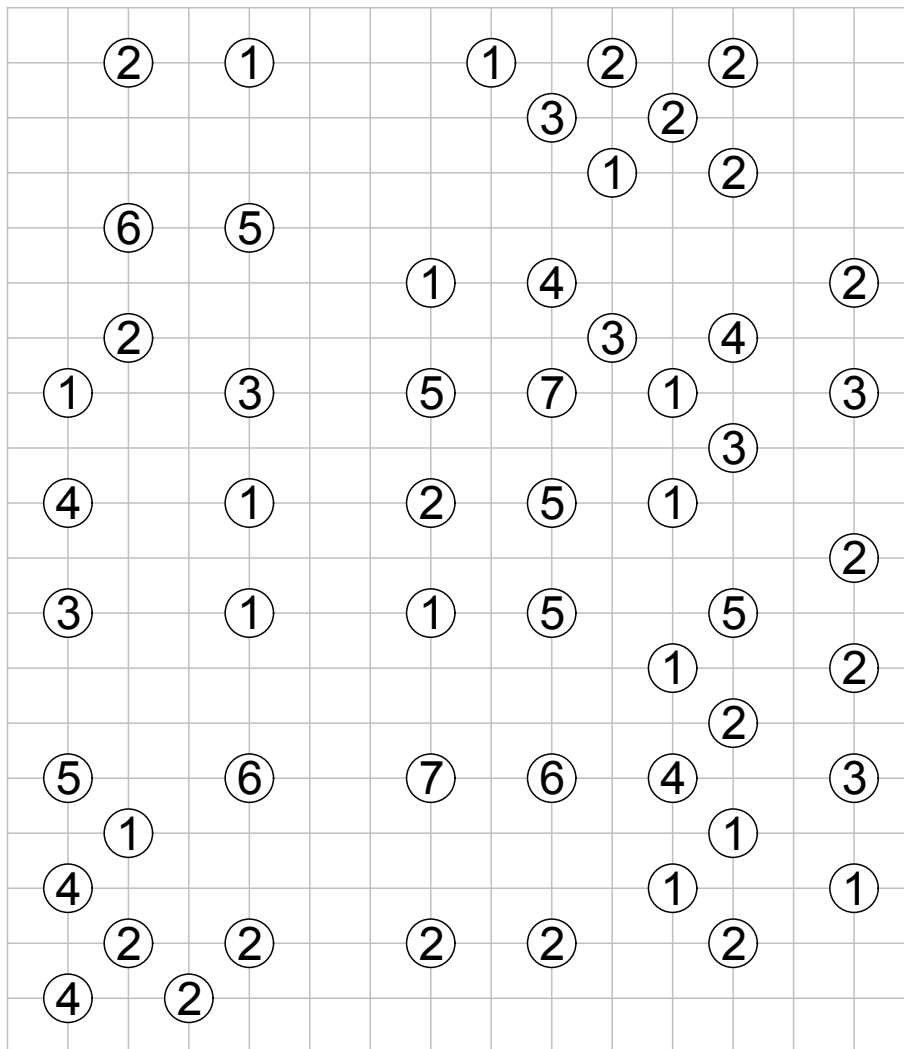 2 1 1 2 2
3 2
1 2
6 5
1 4 2
2 3 4
1 3 5 7 1 3
3
4 1 2 5 1
2
3 1 1 5 5
1 2
2
5 6 7 6 4 3
1 1
4 1 1
2 2 2 2 2
4 2